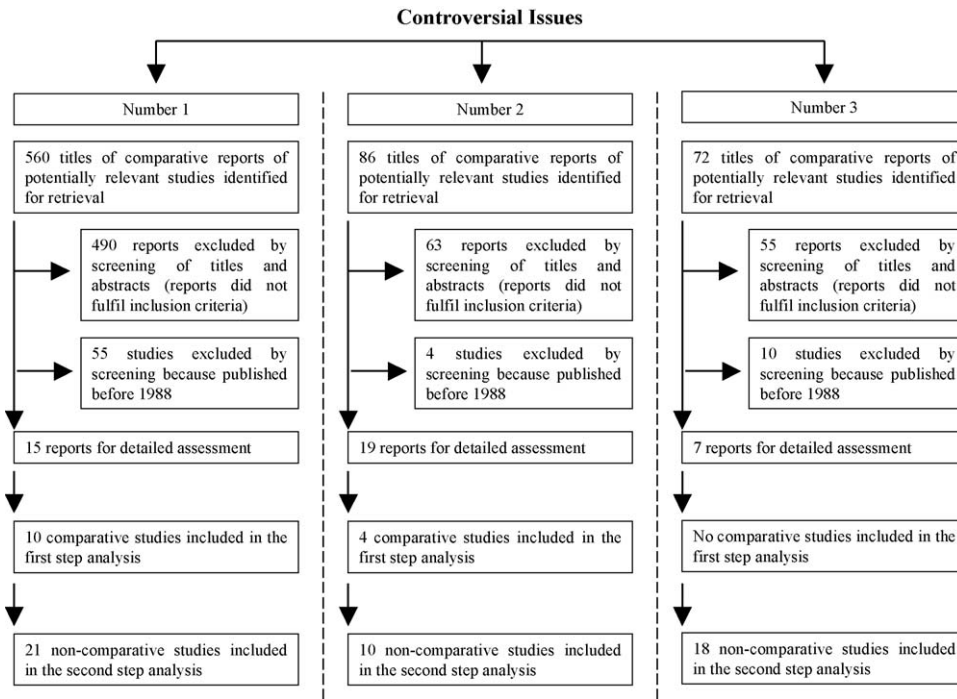 Controversial Issues
Number 1
560 titles of comparative reports of
potentially relevant studies identified
for retrieval
490 reports excluded by
screening of titles and
abstracts (reports did not
fulfil inclusion criteria)
55 studies excluded by
screening because published
before 1988
15 reports for detailed assessment
10 comparative studies included in the
first step analysis
21 non-comparative studies included
in the second step analysis
Number 2
86 titles of comparative reports of
potentially relevant studies identified
for retrieval
63 reports excluded by
screening of titles and
abstracts (reports did not
fulfil inclusion criteria)
4 studies excluded by
screening because published
before 1988
19 reports for detailed assessment
4 comparative studies included in the
first step analysis
10 non-comparative studies included
in the second step analysis
Number 3
72 titles of comparative reports of
potentially relevant studies identified
for retrieval
55 reports excluded by
screening of titles and
abstracts (reports did not
fulfil inclusion criteria)
10 studies excluded by
screening because published
before 1988
7 reports for detailed assessment
No comparative studies included in the
first step analysis
18 non-comparative studies included
in the second step analysis